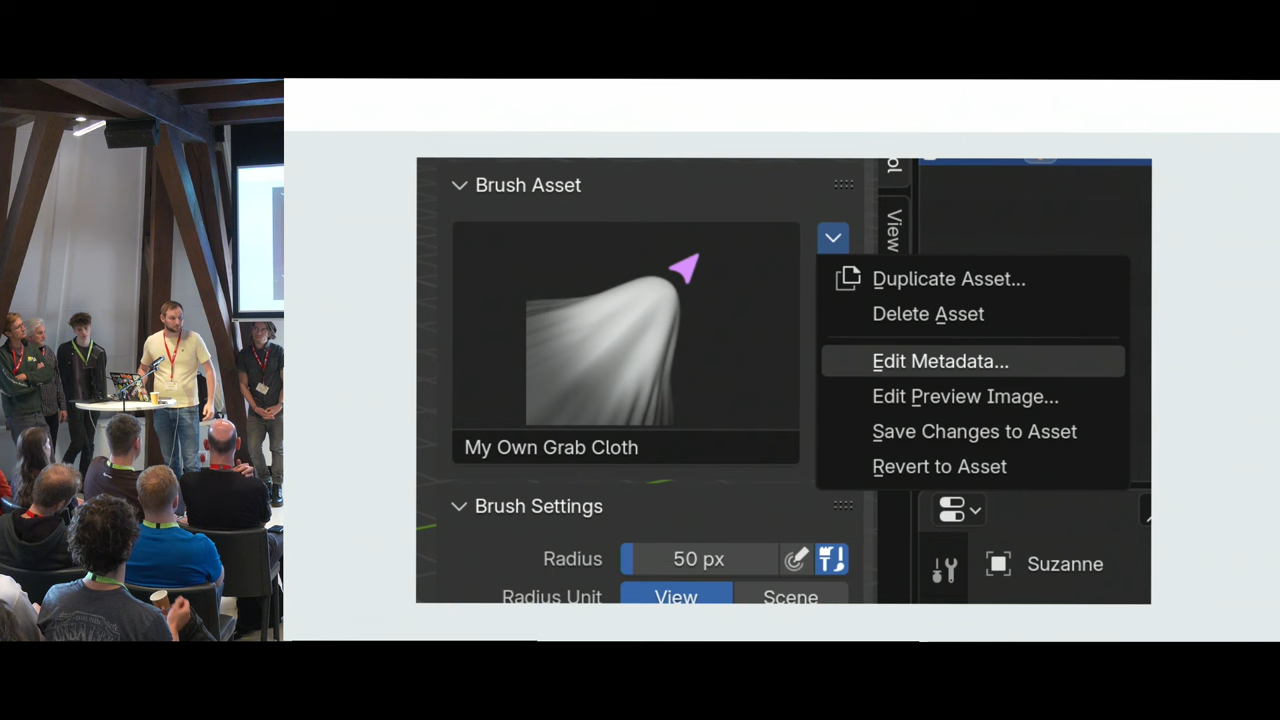 Brush Asset
My Own Grab Cloth
Brush Settings
Radius
50 px
Radius Unit
View
Scene
View
Duplicate Asset...
Delete Asset
Edit Metadata...
Edit Preview Image...
Save Changes to Asset
Revert to Asset
Suzanne